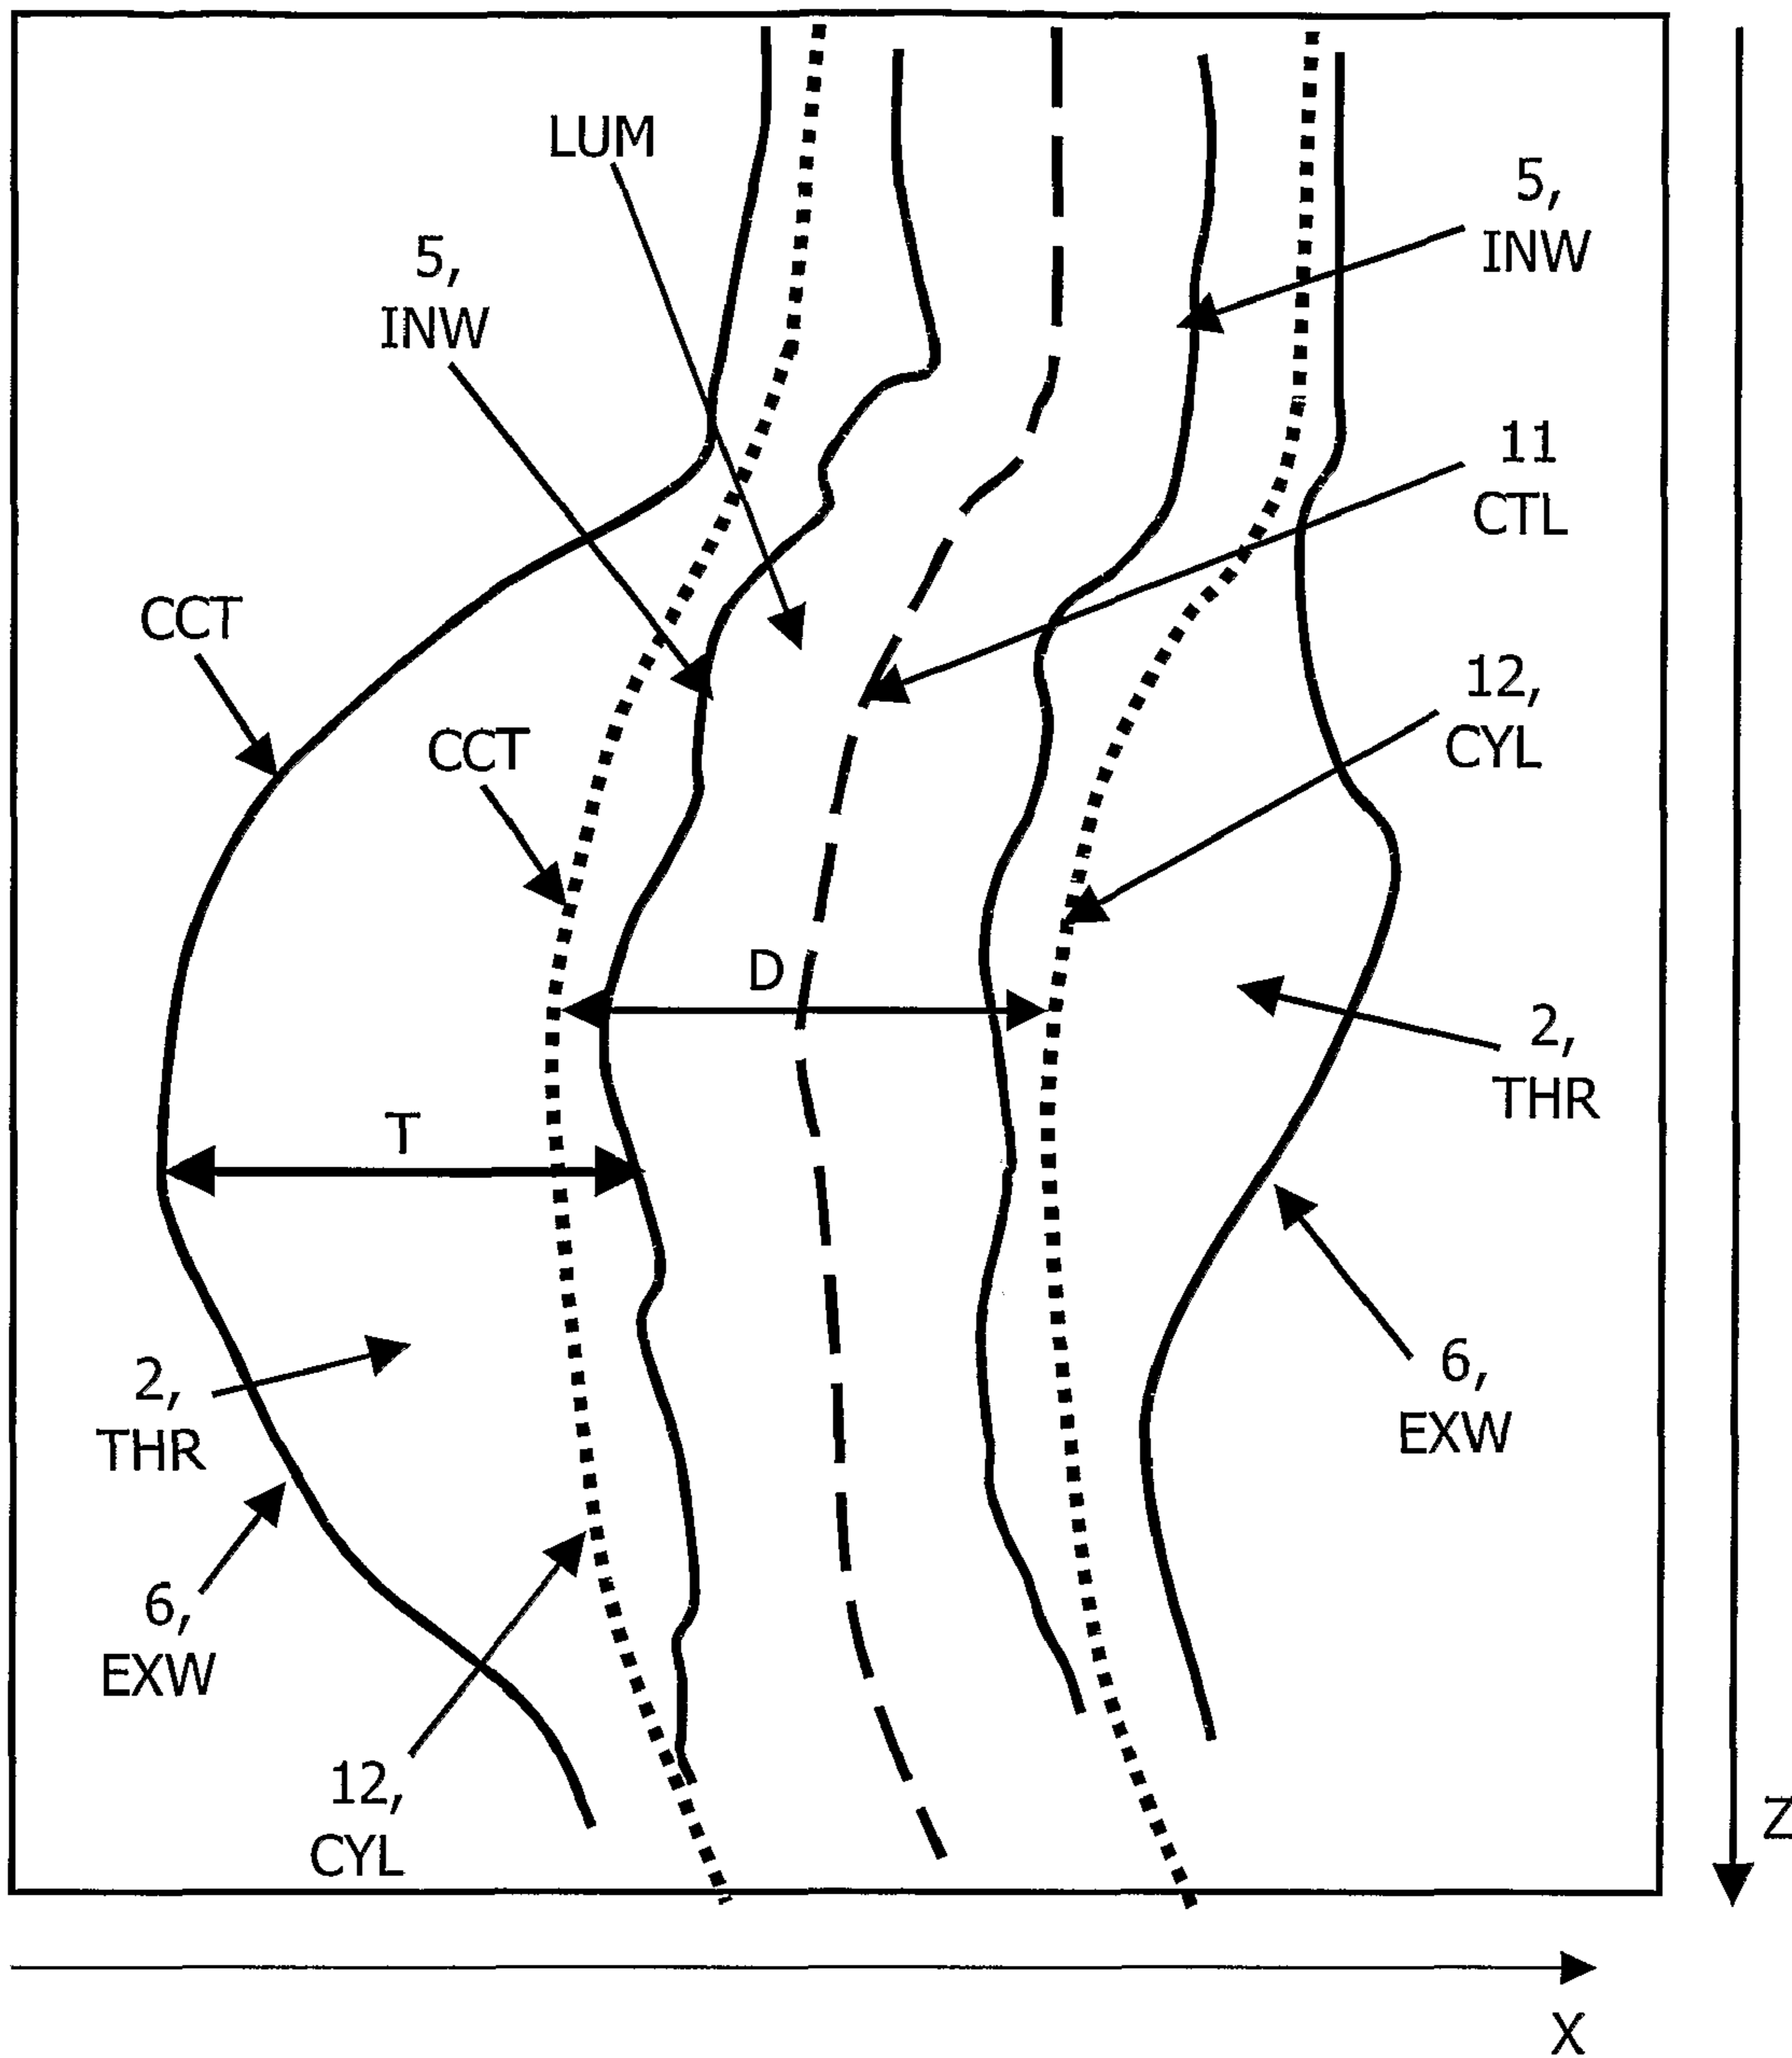 LUM
5,
INW
5,
INW
11
CTL
CCT
12,
CYL
CCT
D
2,
THR
T
2,
THR
6,
EXW
6,
EXW
12,
CYL
Z
X